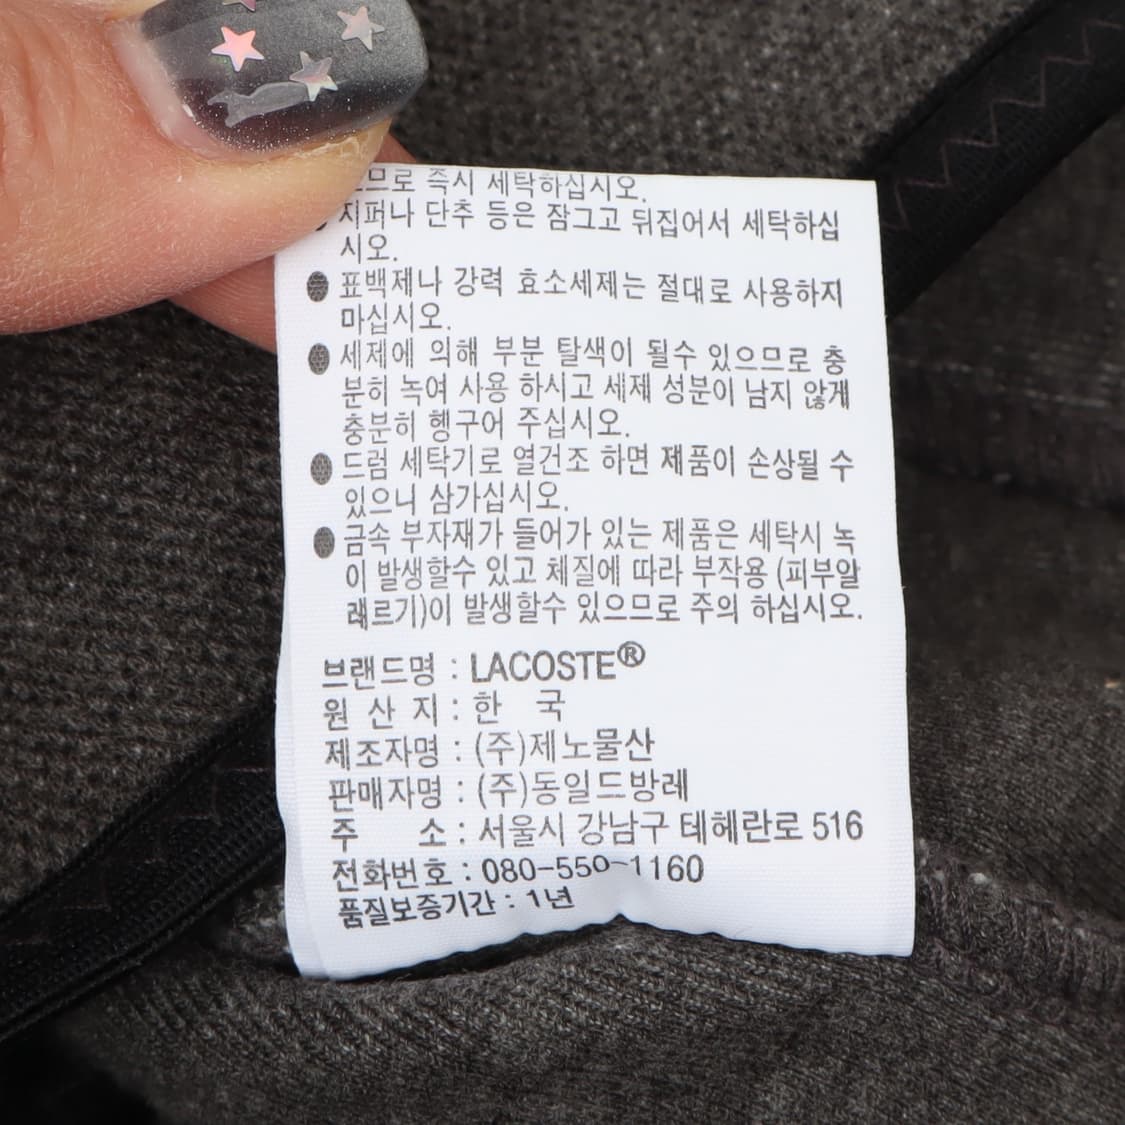 으므로 즉시 세탁하십시오.
지퍼나 단추 등은 잠그고 뒤집어서 세탁하십
시오.
● 표백제나 강력 효소세제는 절대로 사용하지
마십시오.
● 세제에 의해 부분 탈색이 될수 있으므로 충
분히 녹여 사용 하시고 세제 성분이 남지 않게
충분히 헹구어 주십시오.
● 드럼 세탁기로 열건조 하면 제품이 손상될 수
있으니 삼가십시오.
● 금속 부자재가 들어가 있는 제품은 세탁시 녹
이 발생할수 있고 체질에 따라 부작용 (피부알
래르기)이 발생할수 있으므로 주의 하십시오.
브랜드명 : LACOSTE®
원 산 지 : 한 국
제조자명 : (주)제노물산
판매자명 : (주)동일드방레
주 소 : 서울시 강남구 테헤란로 516
전화번호 : 080-550-1160
품질보증기간 : 1년